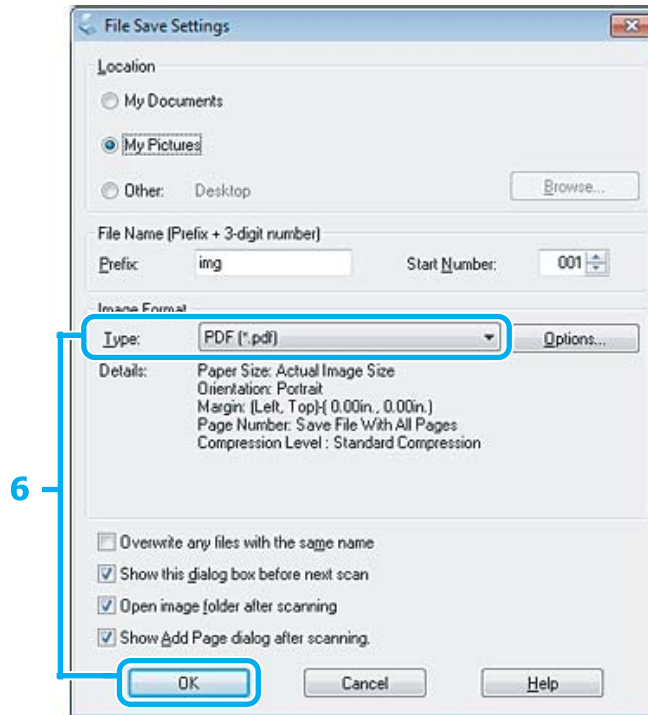 File Save Settings
Location
My Documents
My Pictures
Other: Desktop Browse...
File Name (Prefix + 3-digit number)
Prefix: img Start Number: 001
Image Format
Type: PDF (*.pdf) Options...
Details: Paper Size: Actual Image Size
Orientation: Portrait
Margin: (Left, Top)-( 0.00in., 0.00in.)
Page Number: Save File With All Pages
Compression Level : Standard Compression
6
Overwrite any files with the same name
Show this dialog box before next scan
Open image folder after scanning
Show Add Page dialog after scanning.
OK Cancel Help